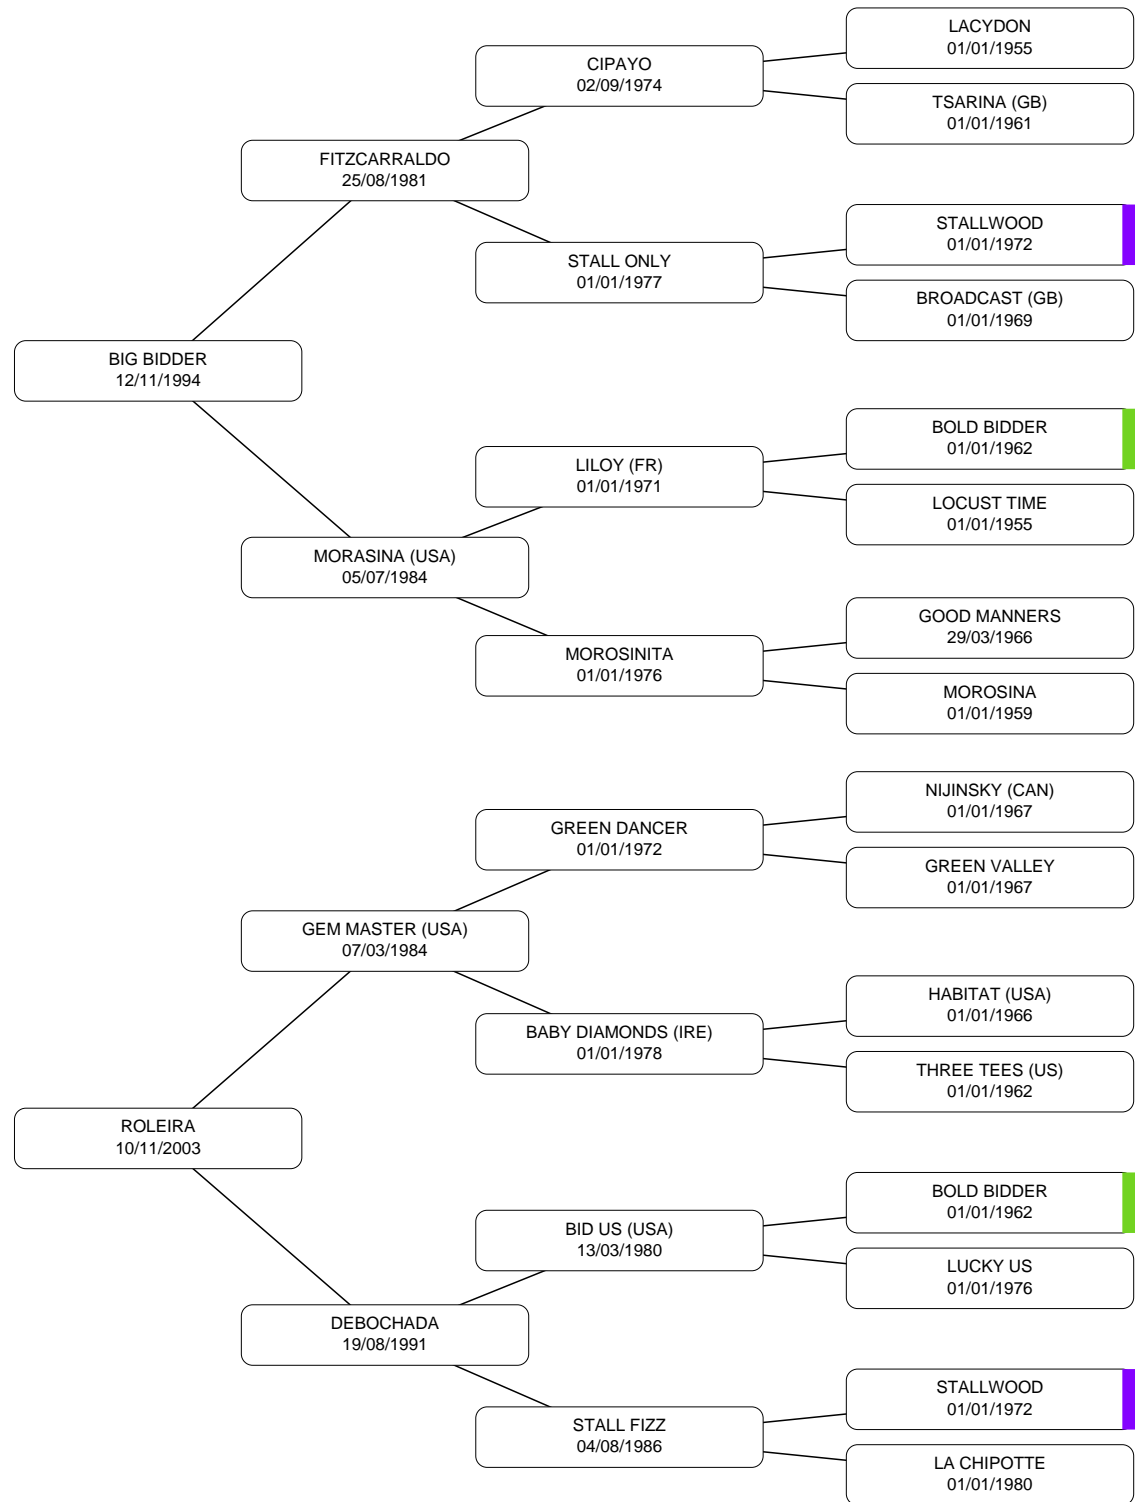 LACYDON
01/01/1955
CIPAYO
02/09/1974
TSARINA (GB)
01/01/1961
FITZCARRALDO
25/08/1981
STALLWOOD
01/01/1972
STALL ONLY
01/01/1977
BROADCAST (GB)
01/01/1969
BIG BIDDER
12/11/1994
BOLD BIDDER
01/01/1962
LILOY (FR)
01/01/1971
LOCUST TIME
01/01/1955
MORASINA (USA)
05/07/1984
GOOD MANNERS
29/03/1966
MOROSINITA
01/01/1976
MOROSINA
01/01/1959
NIJINSKY (CAN)
01/01/1967
GREEN DANCER
01/01/1972
GREEN VALLEY
01/01/1967
GEM MASTER (USA)
07/03/1984
HABITAT (USA)
01/01/1966
BABY DIAMONDS (IRE)
01/01/1978
THREE TEES (US)
01/01/1962
ROLEIRA
10/11/2003
BOLD BIDDER
01/01/1962
BID US (USA)
13/03/1980
LUCKY US
01/01/1976
DEBOCHADA
19/08/1991
STALLWOOD
01/01/1972
STALL FIZZ
04/08/1986
LA CHIPOTTE
01/01/1980